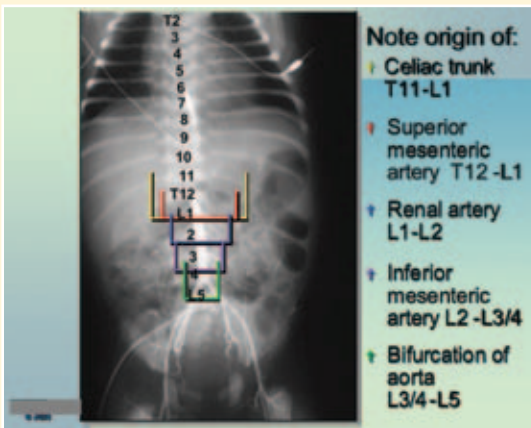 T2
3
4
5
6
7
8
9
10
11
T12
L1
2
3
4
L5
Note origin of:
Celiac trunk
T11-L1
Superior
mesenteric
artery T12 -L1
Renal artery
L1-L2
Inferior
mesenteric
artery L2 -L3/4
Bifurcation of
aorta
L3/4 -L5